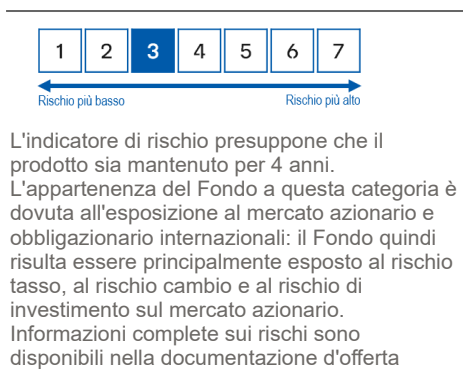 1 2 3 4 5 6 7
Rischio più basso Rischio più alto
L'indicatore di rischio presuppone che il
prodotto sia mantenuto per 4 anni.
L'appartenenza del Fondo a questa categoria è
dovuta all'esposizione al mercato azionario e
obbligazionario internazionali: il Fondo quindi
risulta essere principalmente esposto al rischio
tasso, al rischio cambio e al rischio di
investimento sul mercato azionario.
Informazioni complete sui rischi sono
disponibili nella documentazione d'offerta